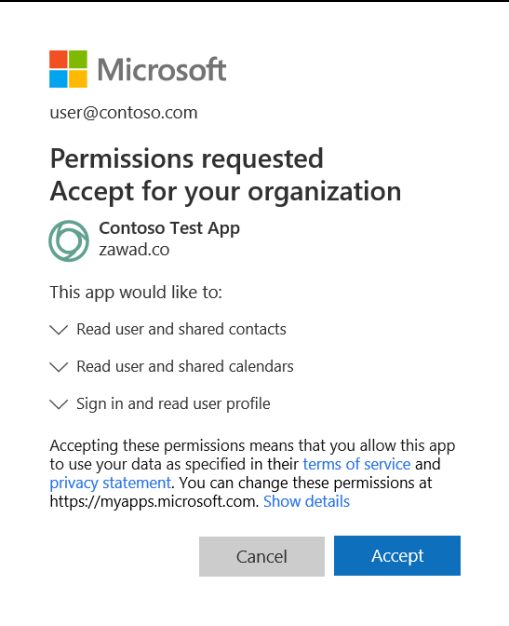 Microsoft
user@contoso.com
Permissions requested
Accept for your organization
Contoso Test App
zawad.co
This app would like to:
Read user and shared contacts
Read user and shared calendars
Sign in and read user profile
Accepting these permissions means that you allow this app
to use your data as specified in their terms of service and
privacy statement. You can change these permissions at
https://myapps.microsoft.com. Show details
Cancel
Accept